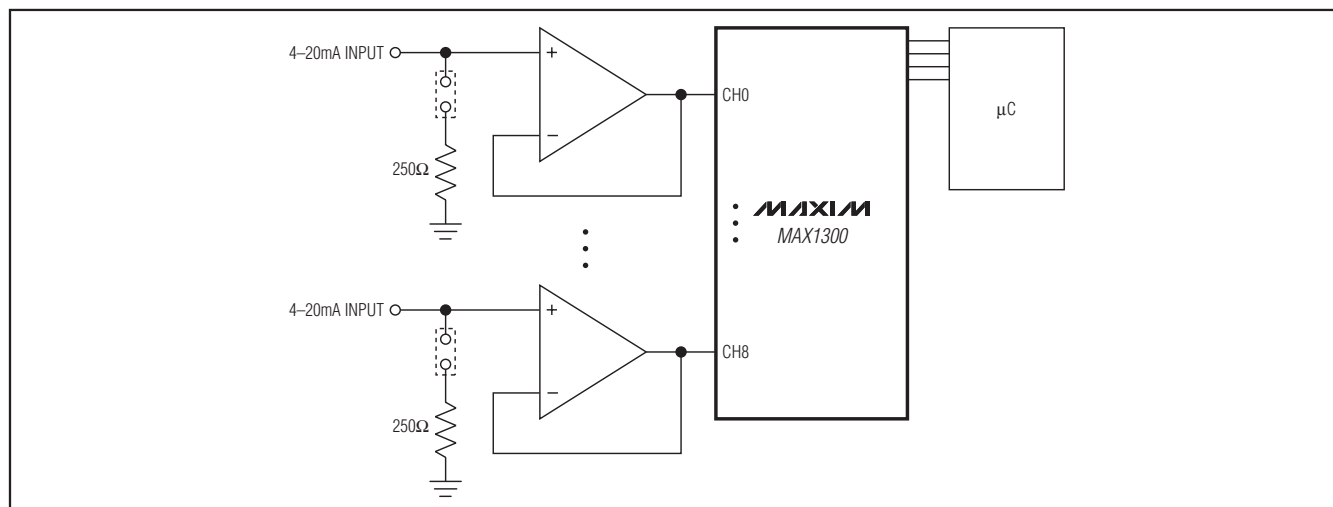 4–20mA INPUT
+
−
250Ω
CH0
µC
MAXIM
MAX1300
4–20mA INPUT
+
−
250Ω
CH8